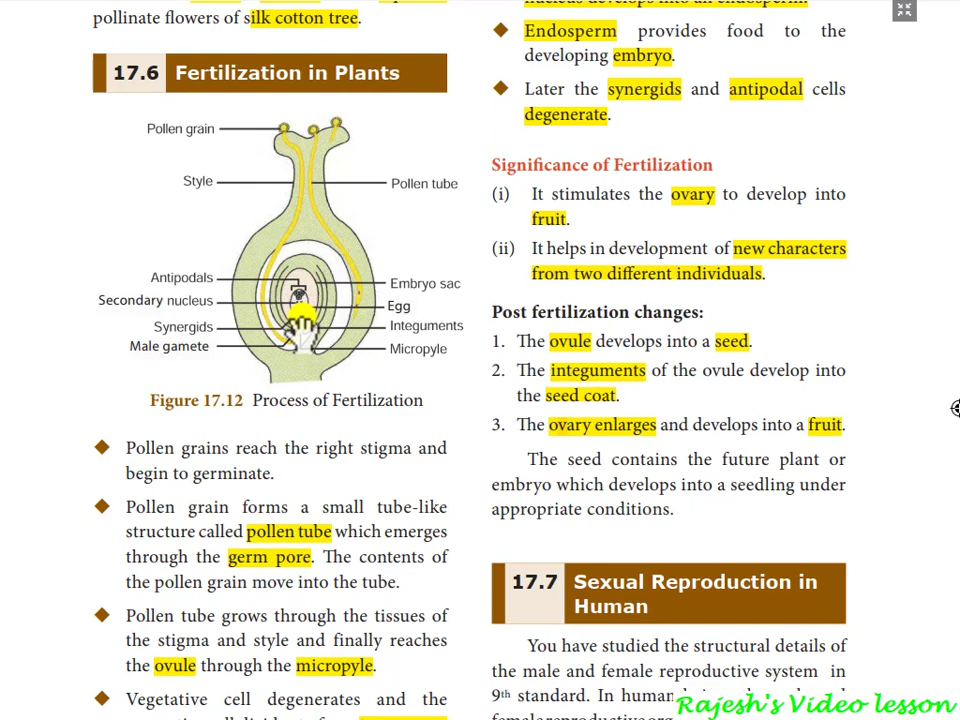 pollinate flowers of silk cotton tree.
17.6 Fertilization in Plants
Pollen grain
Style
Pollen tube
Antipodals
Embryo sac
Secondary nucleus
Egg
Synergids
Integuments
Male gamete
Micropyle
Figure 17.12 Process of Fertilization
◆ Pollen grains reach the right stigma and
begin to germinate.
◆ Pollen grain forms a small tube-like
structure called pollen tube which emerges
through the germ pore. The contents of
the pollen grain move into the tube.
◆ Pollen tube grows through the tissues of
the stigma and style and finally reaches
the ovule through the micropyle.
◆ Vegetative cell degenerates and the
nucleus develops into an endosperm.
◆ Endosperm provides food to the
developing embryo.
◆ Later the synergids and antipodal cells
degenerate.
Significance of Fertilization
(i) It stimulates the ovary to develop into
fruit.
(ii) It helps in development of new characters
from two different individuals.
Post fertilization changes:
1. The ovule develops into a seed.
2. The integuments of the ovule develop into
the seed coat.
3. The ovary enlarges and develops into a fruit.
The seed contains the future plant or
embryo which develops into a seedling under
appropriate conditions.
17.7 Sexual Reproduction in
Human
You have studied the structural details of
the male and female reproductive system in
9th standard. In human
Rajesh's Video lesson